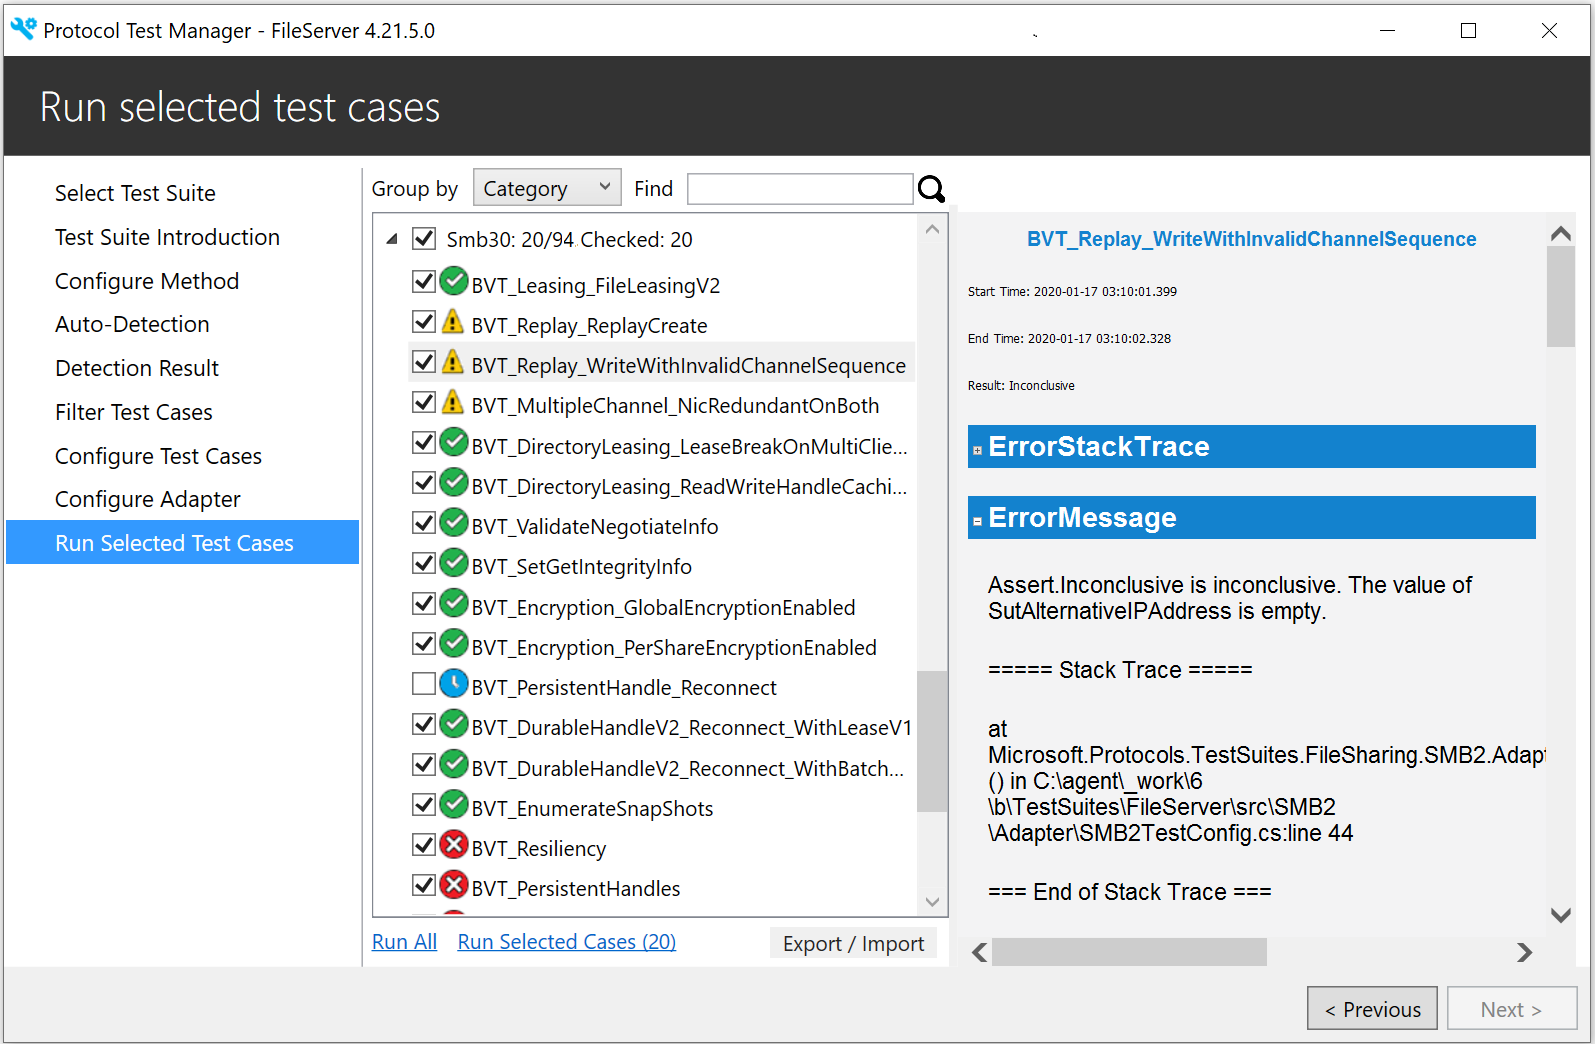 Protocol Test Manager - FileServer 4.21.5.0
Run selected test cases
Select Test Suite
Test Suite Introduction
Configure Method
Auto-Detection
Detection Result
Filter Test Cases
Configure Test Cases
Configure Adapter
Run Selected Test Cases
Group by Category Find
Smb30: 20/94 Checked: 20
BVT_Leasing_FileLeasingV2
BVT_Replay_ReplayCreate
BVT_Replay_WriteWithInvalidChannelSequence
BVT_MultipleChannel_NicRedundantOnBoth
BVT_DirectoryLeasing_LeaseBreakOnMultiClie...
BVT_DirectoryLeasing_ReadWriteHandleCachi...
BVT_ValidateNegotiateInfo
BVT_SetGetIntegrityInfo
BVT_Encryption_GlobalEncryptionEnabled
BVT_Encryption_PerShareEncryptionEnabled
BVT_PersistentHandle_Reconnect
BVT_DurableHandleV2_Reconnect_WithLeaseV1
BVT_DurableHandleV2_Reconnect_WithBatch...
BVT_EnumerateSnapShots
BVT_Resiliency
BVT_PersistentHandles
Run All Run Selected Cases (20) Export / Import
BVT_Replay_WriteWithInvalidChannelSequence
Start Time: 2020-01-17 03:10:01.399
End Time: 2020-01-17 03:10:02.328
Result: Inconclusive
ErrorStackTrace
ErrorMessage
Assert.Inconclusive is inconclusive. The value of
SutAlternativeIPAddress is empty.
===== Stack Trace =====
at
Microsoft.Protocols.TestSuites.FileSharing.SMB2.Adapt
() in C:\agent\_work\6
\b\TestSuites\FileServer\src\SMB2
\Adapter\SMB2TestConfig.cs:line 44
=== End of Stack Trace ===
< Previous Next >